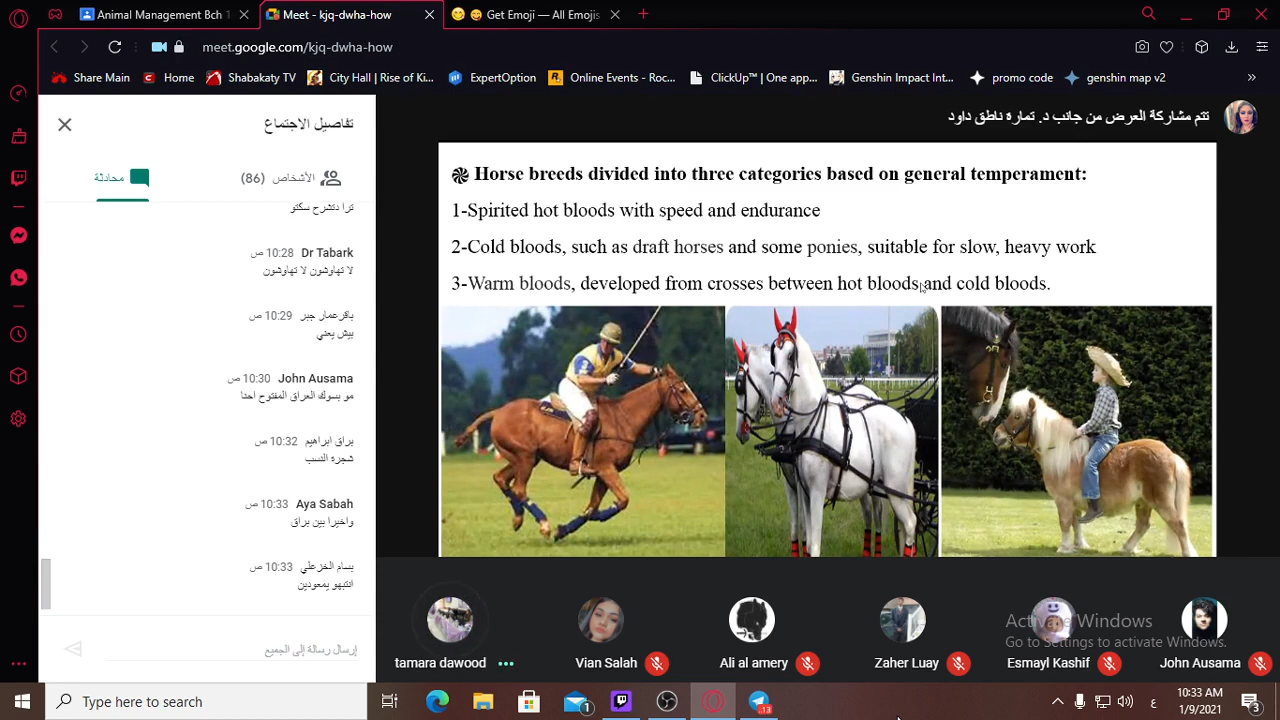 Animal Management Bch 1
Meet - kjq-dwha-how
Get Emoji — All Emojis
meet.google.com/kjq-dwha-how
Share Main
Home
Shabakaty TV
City Hall | Rise of Ki...
ExpertOption
Online Events - Roc...
ClickUp™ | One app...
Genshin Impact Int...
promo code
genshin map v2
تفاصيل الاجتماع
الأشخاص (86)
محادثة
ترا دتشرح سكتو
Dr Tabark 10:28 ص
لا تهاوشون لا تهاوشون
باقرعمار جبر 10:29 ص
بيش يعني
John Ausama 10:30 ص
مو بسوك العراق المفتوح احنا
براق ابراهيم 10:32 ص
شجرة النسب
Aya Sabah 10:33 ص
واخيرا بين براق
بسام الخزعلي 10:33 ص
انتبهو يمعودين
إرسال رسالة إلى الجميع
تتم مشاركة العرض من جانب د. تمارة ناطق داود
Horse breeds divided into three categories based on general temperament:
1-Spirited hot bloods with speed and endurance
2-Cold bloods, such as draft horses and some ponies, suitable for slow, heavy work
3-Warm bloods, developed from crosses between hot bloods and cold bloods.
tamara dawood
Vian Salah
Ali al amery
Zaher Luay
Esmayl Kashif
John Ausama
Activate Windows
Go to Settings to activate Windows.
Type here to search
1
13
ع
10:33 AM
1/9/2021
3